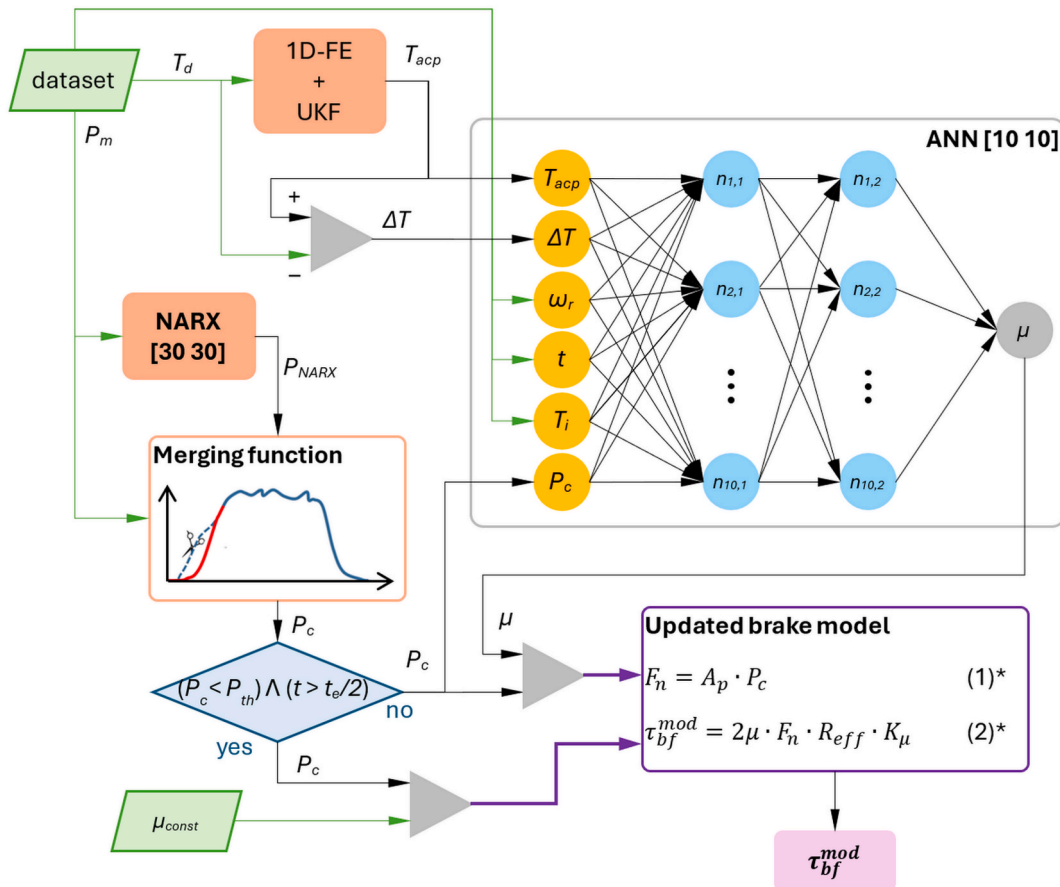 dataset
T_d
1D-FE
+
UKF
T_acp
P_m
ANN [10 10]
+
−
ΔT
T_acp
ΔT
ω_r
t
T_i
P_c
n_1,1
n_2,1
n_10,1
n_1,2
n_2,2
n_10,2
μ
NARX
[30 30]
P_NARX
Merging function
P_c
(P_c < P_th) Λ (t > t_e/2)
P_c
no
yes
P_c
μ_const
μ
Updated brake model
F_n = A_p · P_c (1)*
τ_bf^mod = 2μ · F_n · R_eff · K_μ (2)*
τ_bf^mod